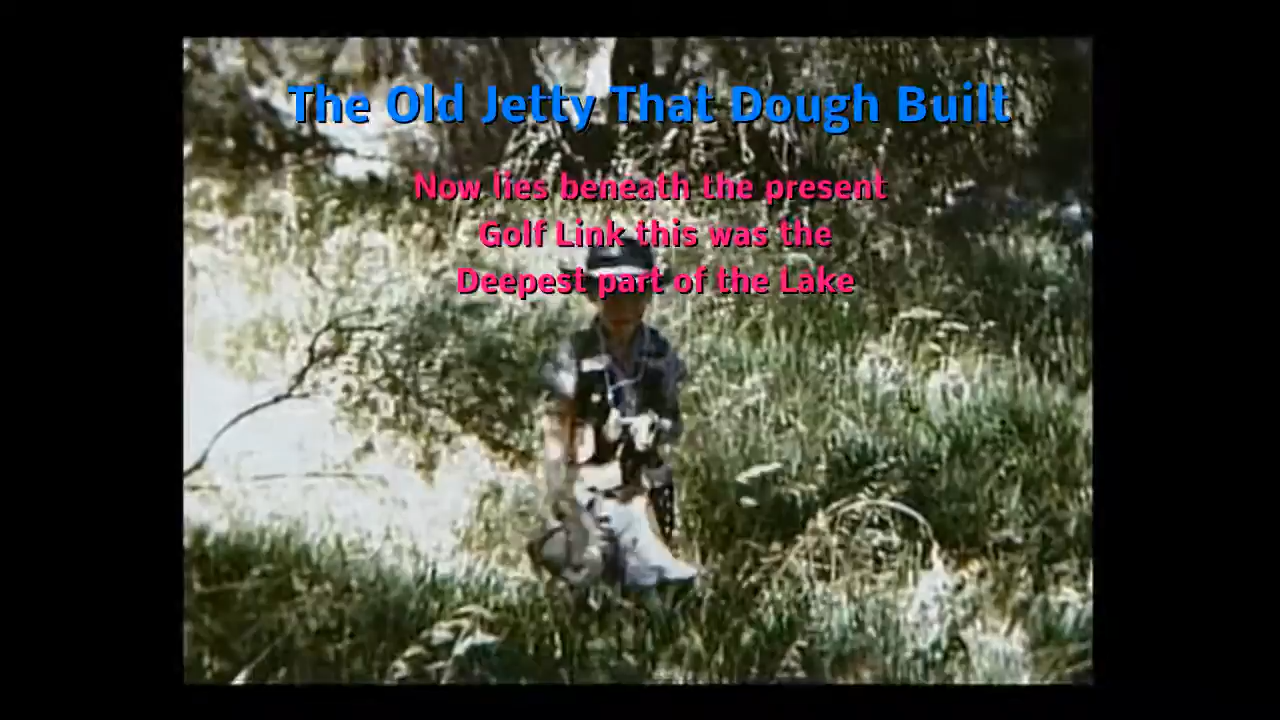 The Old Jetty That Dough Built
Now lies beneath the present
Golf Link this was the
Deepest part of the Lake